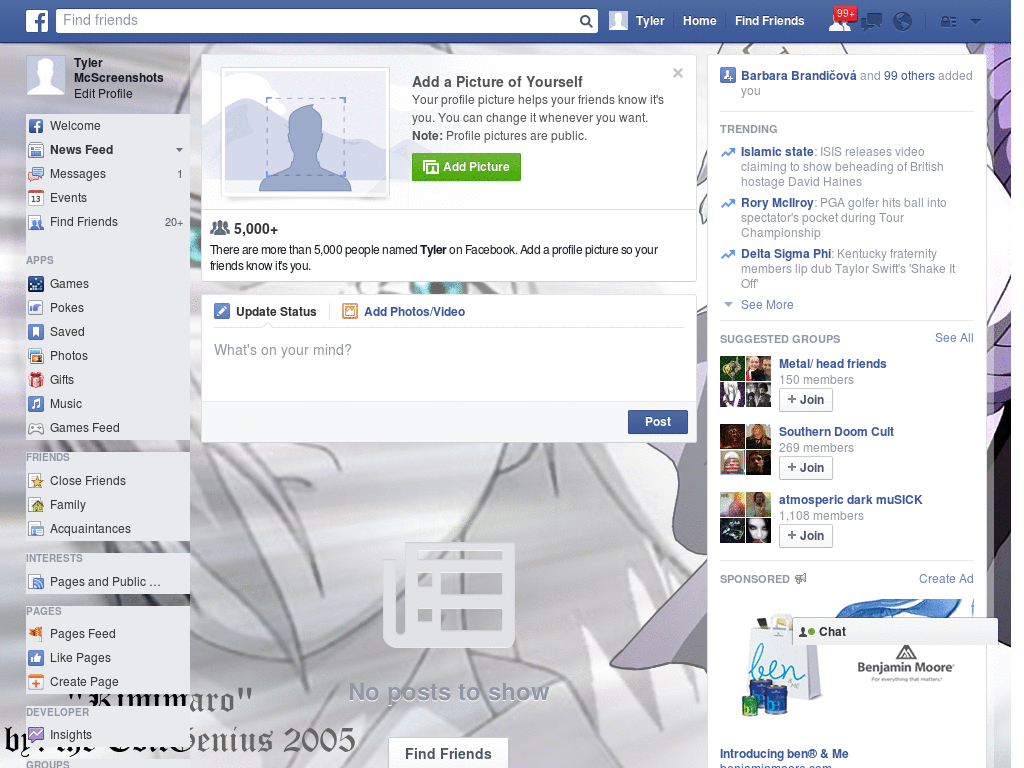 Find friends
Tyler
Home
Find Friends
99+
Tyler
McScreenshots
Edit Profile
Welcome
News Feed
Messages
1
Events
Find Friends
20+
APPS
Games
Pokes
Saved
Photos
Gifts
Music
Games Feed
FRIENDS
Close Friends
Family
Acquaintances
INTERESTS
Pages and Public ...
PAGES
Pages Feed
Like Pages
Create Page
DEVELOPER
Insights
GROUPS
Add a Picture of Yourself
Your profile picture helps your friends know it's
you. You can change it whenever you want.
Note: Profile pictures are public.
Add Picture
5,000+
There are more than 5,000 people named Tyler on Facebook. Add a profile picture so your
friends know it's you.
Update Status
Add Photos/Video
What's on your mind?
Post
No posts to show
Find Friends
"Kimimaro"
2005
Barbara Brandičová and 99 others added
you
TRENDING
Islamic state: ISIS releases video
claiming to show beheading of British
hostage David Haines
Rory McIlroy: PGA golfer hits ball into
spectator's pocket during Tour
Championship
Delta Sigma Phi: Kentucky fraternity
members lip dub Taylor Swift's 'Shake It
Off'
See More
SUGGESTED GROUPS
See All
Metal/ head friends
150 members
+ Join
Southern Doom Cult
269 members
+ Join
atmosperic dark muSICK
1,108 members
+ Join
SPONSORED
Create Ad
Chat
ben
Benjamin Moore
For everything that matters.
Introducing ben® & Me
benjaminmoore.com